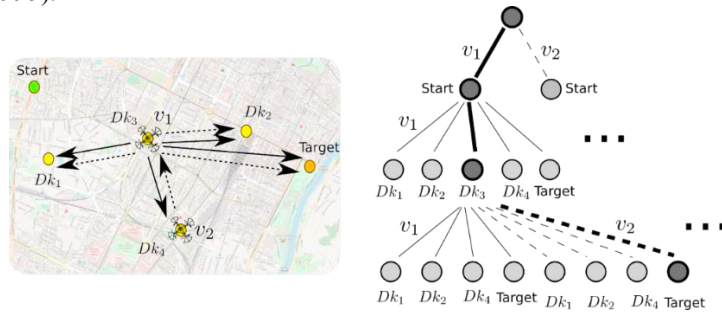 Start
Dk₃
v₁
Dk₂
Target
Dk₁
Dk₄
v₂
v₁
v₂
Start
Start
v₁
Dk₁ Dk₂ Dk₃ Dk₄ Target
v₁
v₂
Dk₁ Dk₂ Dk₄ Target Dk₁ Dk₂ Dk₄ Target